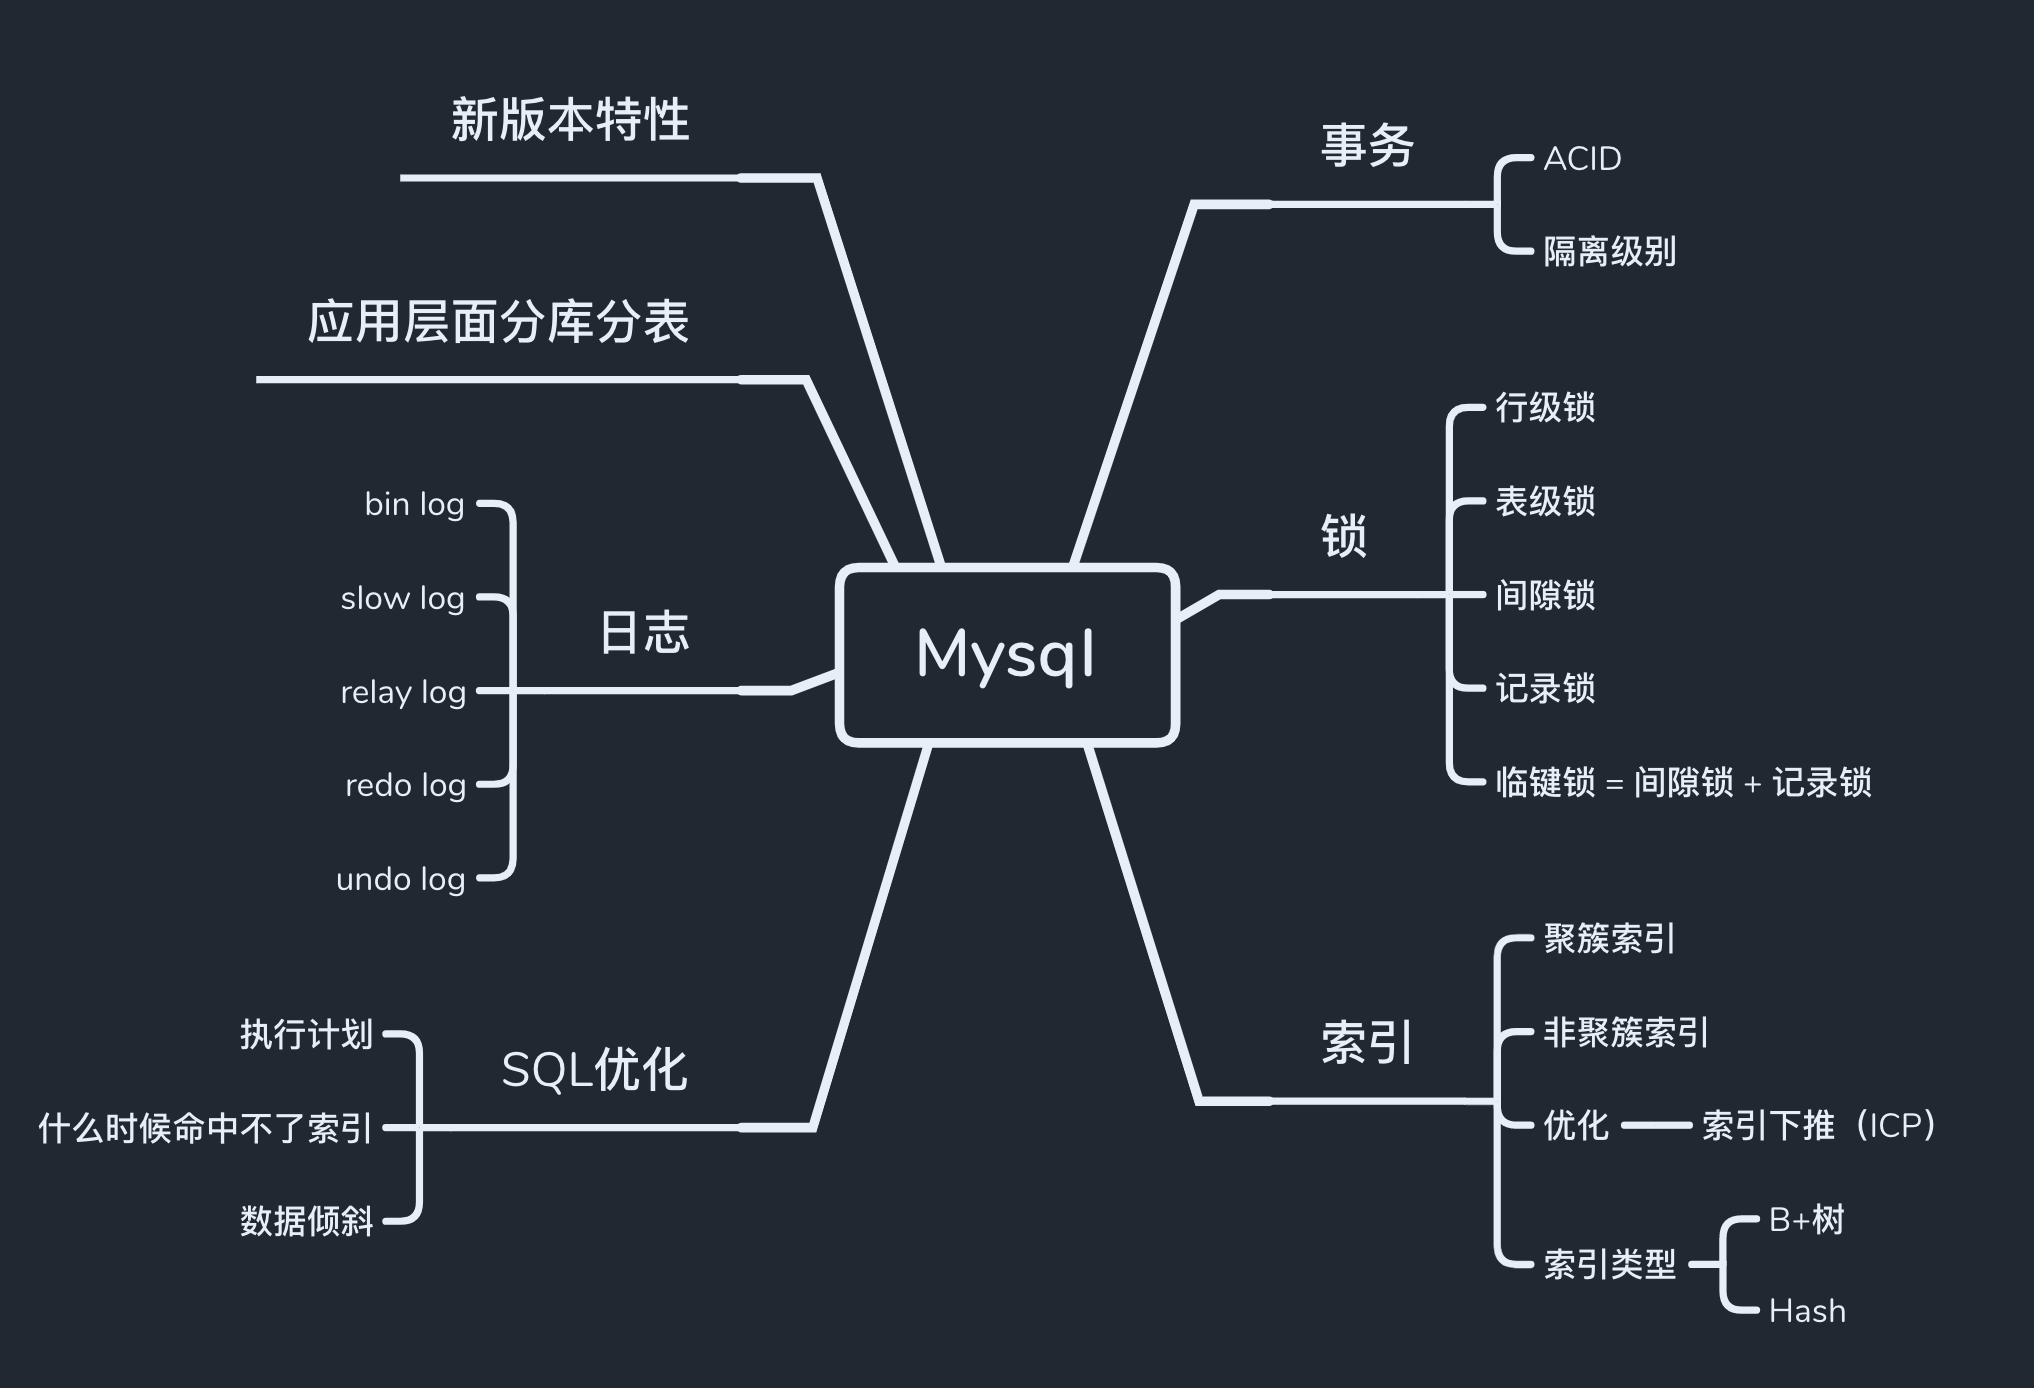 Mysql
新版本特性
应用层面分库分表
日志
bin log
slow log
relay log
redo log
undo log
SQL优化
执行计划
什么时候命中不了索引
数据倾斜
事务
ACID
隔离级别
锁
行级锁
表级锁
间隙锁
记录锁
临键锁 = 间隙锁 + 记录锁
索引
聚簇索引
非聚簇索引
优化
索引下推（ICP）
索引类型
B+树
Hash